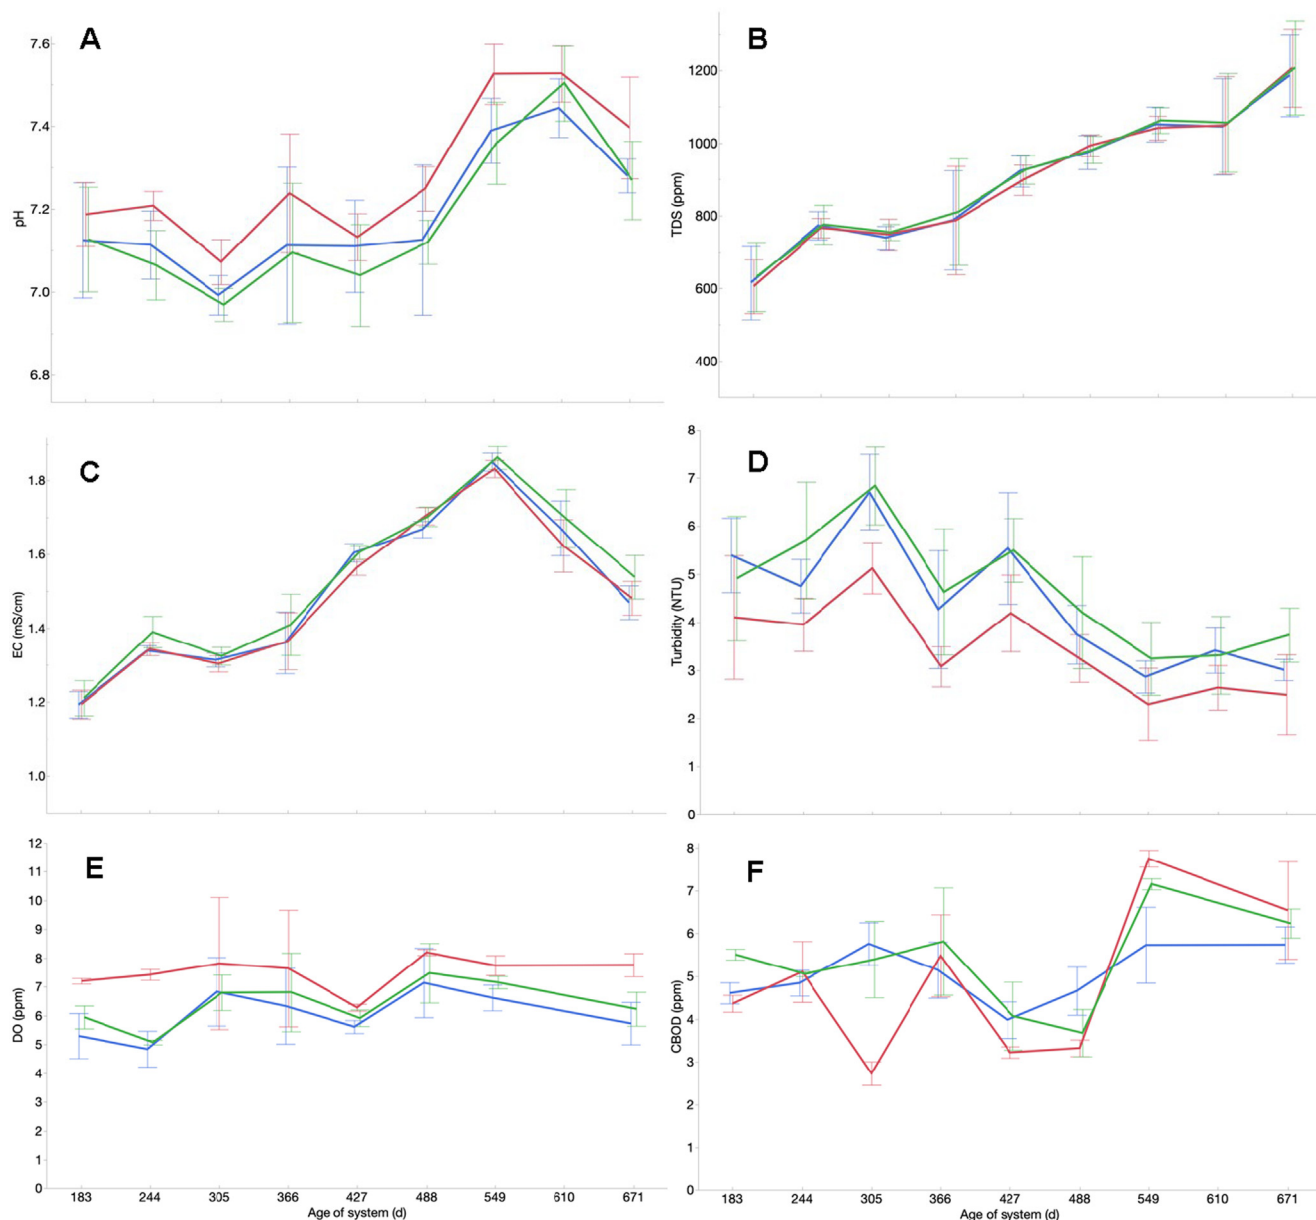 A
pH
7.6
7.4
7.2
7.0
6.8
B
TDS (ppm)
1200
1000
800
600
400
C
EC (mS/cm)
1.8
1.6
1.4
1.2
1.0
D
Turbidity (NTU)
8
7
6
5
4
3
2
1
0
E
DO (ppm)
12
11
10
9
8
7
6
5
4
3
2
1
0
183 244 305 366 427 488 549 610 671
Age of system (d)
F
CBOD (ppm)
8
7
6
5
4
3
2
1
0
183 244 305 366 427 488 549 610 671
Age of system (d)